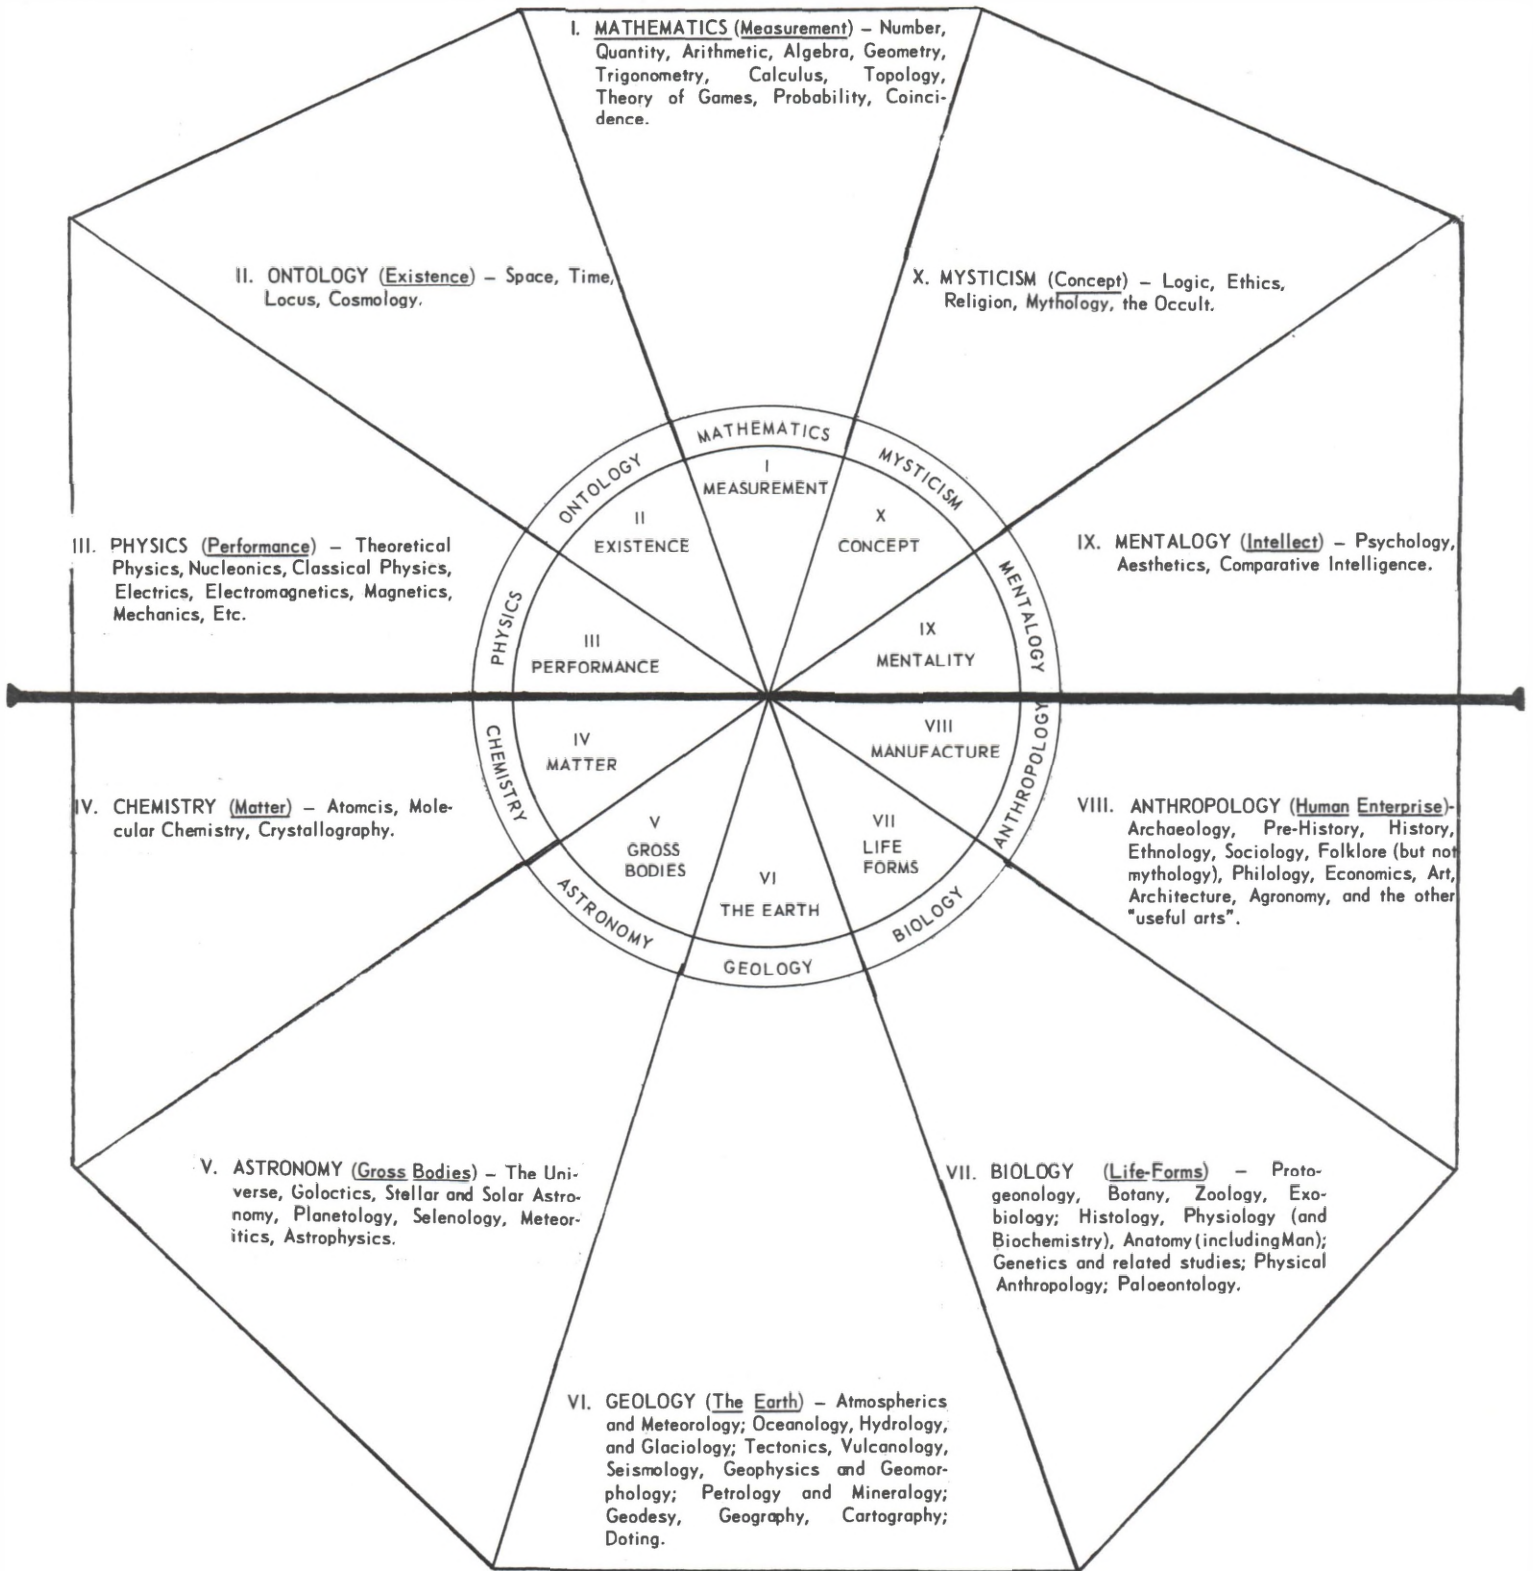 I. MATHEMATICS (Measurement) – Number,
Quantity, Arithmetic, Algebra, Geometry,
Trigonometry, Calculus, Topology,
Theory of Games, Probability, Coinci-
dence.
II. ONTOLOGY (Existence) – Space, Time,
Locus, Cosmology.
X. MYSTICISM (Concept) – Logic, Ethics,
Religion, Mythology, the Occult.
III. PHYSICS (Performance) – Theoretical
Physics, Nucleonics, Classical Physics,
Electrics, Electromagnetics, Magnetics,
Mechanics, Etc.
IX. MENTALOGY (Intellect) – Psychology,
Aesthetics, Comparative Intelligence.
MATHEMATICS
MYSTICISM
MENTALOGY
ANTHROPOLOGY
BIOLOGY
GEOLOGY
ASTRONOMY
CHEMISTRY
PHYSICS
ONTOLOGY
I
MEASUREMENT
II
EXISTENCE
X
CONCEPT
III
PERFORMANCE
IX
MENTALITY
IV
MATTER
VIII
MANUFACTURE
V
GROSS
BODIES
VII
LIFE
FORMS
VI
THE EARTH
IV. CHEMISTRY (Matter) – Atomcis, Mole-
cular Chemistry, Crystallography.
VIII. ANTHROPOLOGY (Human Enterprise)-
Archaeology, Pre-History, History,
Ethnology, Sociology, Folklore (but not
mythology), Philology, Economics, Art,
Architecture, Agronomy, and the other
"useful arts".
V. ASTRONOMY (Gross Bodies) – The Uni-
verse, Goloctics, Stellar and Solar Astro-
nomy, Planetology, Selenology, Meteor-
itics, Astrophysics.
VII. BIOLOGY (Life-Forms) – Proto-
geonology, Botany, Zoology, Exo-
biology; Histology, Physiology (and
Biochemistry), Anatomy (including Man);
Genetics and related studies; Physical
Anthropology; Paloeontology.
VI. GEOLOGY (The Earth) – Atmospherics
and Meteorology; Oceanology, Hydrology,
and Glaciology; Tectonics, Vulcanology,
Seismology, Geophysics and Geomor-
phology; Petrology and Mineralogy;
Geodesy, Geography, Cartography;
Doting.